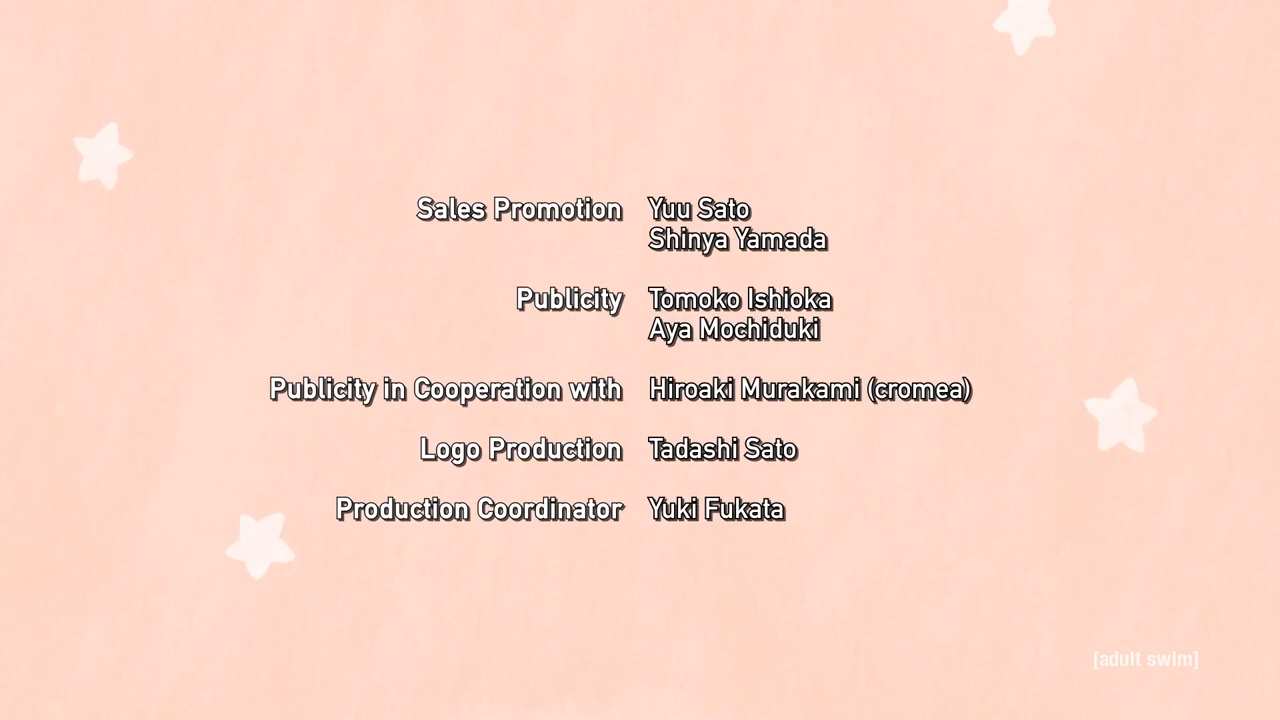 Sales Promotion Yuu Sato
Shinya Yamada
Publicity Tomoko Ishioka
Aya Mochiduki
Publicity in Cooperation with Hiroaki Murakami (cromea)
Logo Production Tadashi Sato
Production Coordinator Yuki Fukata
[adult swim]